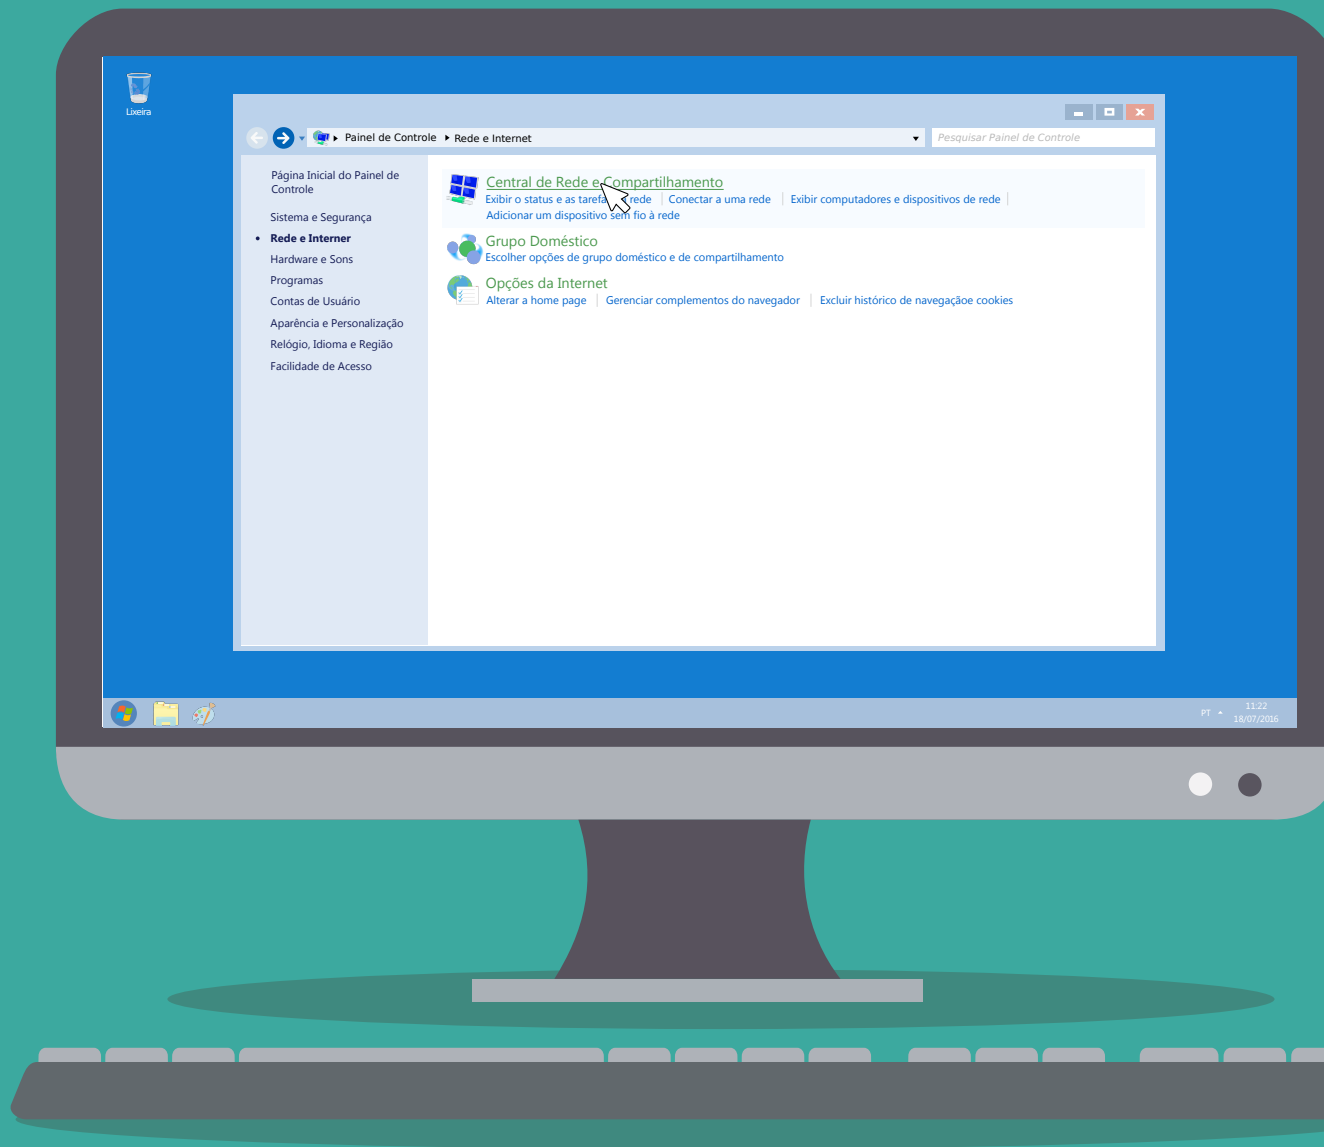 Lixeira
Painel de Controle Rede e Internet
Pesquisar Painel de Controle
Página Inicial do Painel de
Controle
Sistema e Segurança
• Rede e Interner
Hardware e Sons
Programas
Contas de Usuário
Aparência e Personalização
Relógio, Idioma e Região
Facilidade de Acesso
Central de Rede e Compartilhamento
Exibir o status e as tarefa rede | Conectar a uma rede | Exibir computadores e dispositivos de rede |
Adicionar um dispositivo sem fio à rede
Grupo Doméstico
Escolher opções de grupo doméstico e de compartilhamento
Opções da Internet
Alterar a home page | Gerenciar complementos do navegador | Excluir histórico de navegaçãoe cookies
PT 11:22
18/07/2016